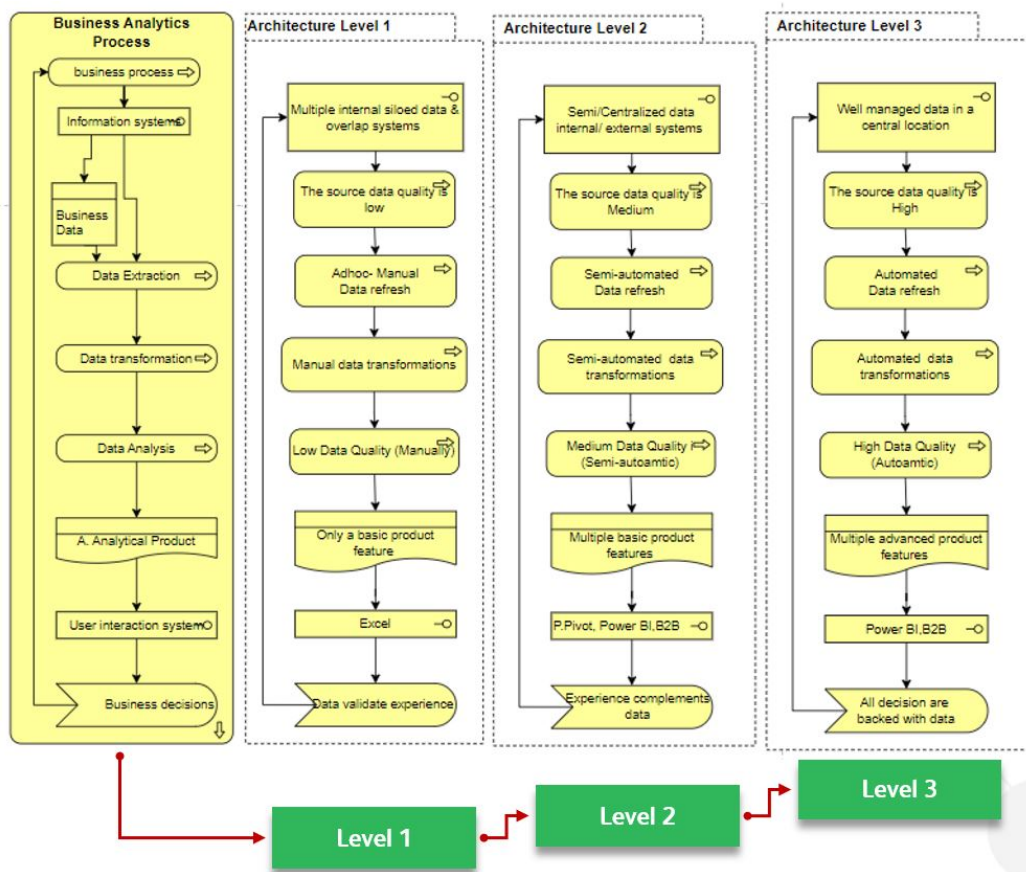 Business Analytics
Process
business process
Information systems
Business
Data
Data Extraction
Data transformation
Data Analysis
A. Analytical Product
User interaction system
Business decisions
Architecture Level 1
Multiple internal siloed data &
overlap systems
The source data quality is
low
Adhoc- Manual
Data refresh
Manual data transformations
Low Data Quality (Manually)
Only a basic product
feature
Excel
Data validate experience
Architecture Level 2
Semi/Centralized data
internal/ external systems
The source data quality is
Medium
Semi-automated
Data refresh
Semi-automated data
transformations
Medium Data Quality i
(Semi-autoamtic)
Multiple basic product
features
P.Pivot, Power BI,B2B
Experience complements
data
Architecture Level 3
Well managed data in a
central location
The source data quality is
High
Automated
Data refresh
Automated data
transformations
High Data Quality
(Autoamtic)
Multiple advanced product
features
Power BI,B2B
All decision are
backed with data
Level 1
Level 2
Level 3